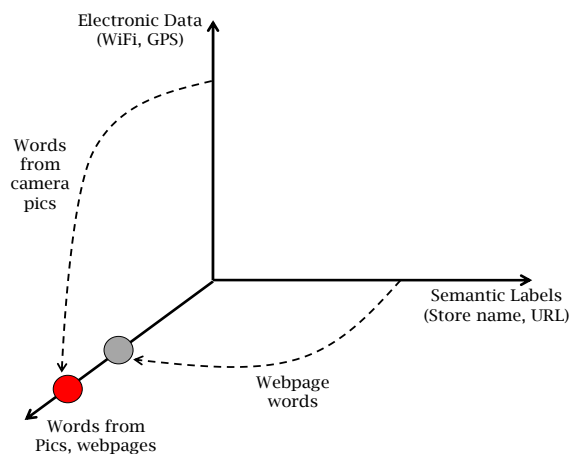 Electronic Data
(WiFi, GPS)
Words
from
camera
pics
Semantic Labels
(Store name, URL)
Webpage
words
Words from
Pics, webpages